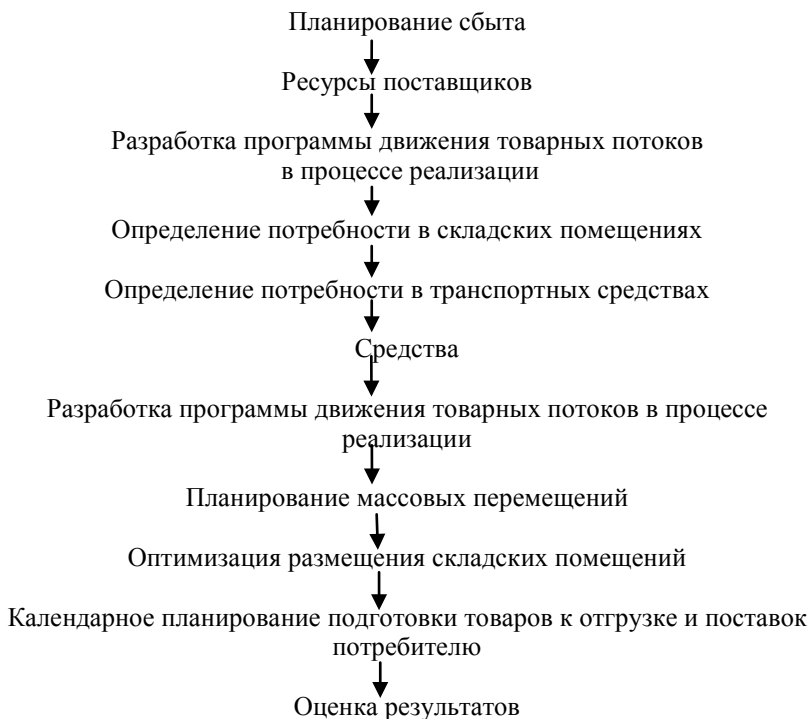 Планирование сбыта
Ресурсы поставщиков
Разработка программы движения товарных потоков
в процессе реализации
Определение потребности в складских помещениях
Определение потребности в транспортных средствах
Средства
Разработка программы движения товарных потоков в процессе
реализации
Планирование массовых перемещений
Оптимизация размещения складских помещений
Календарное планирование подготовки товаров к отгрузке и поставок
потребителю
Оценка результатов